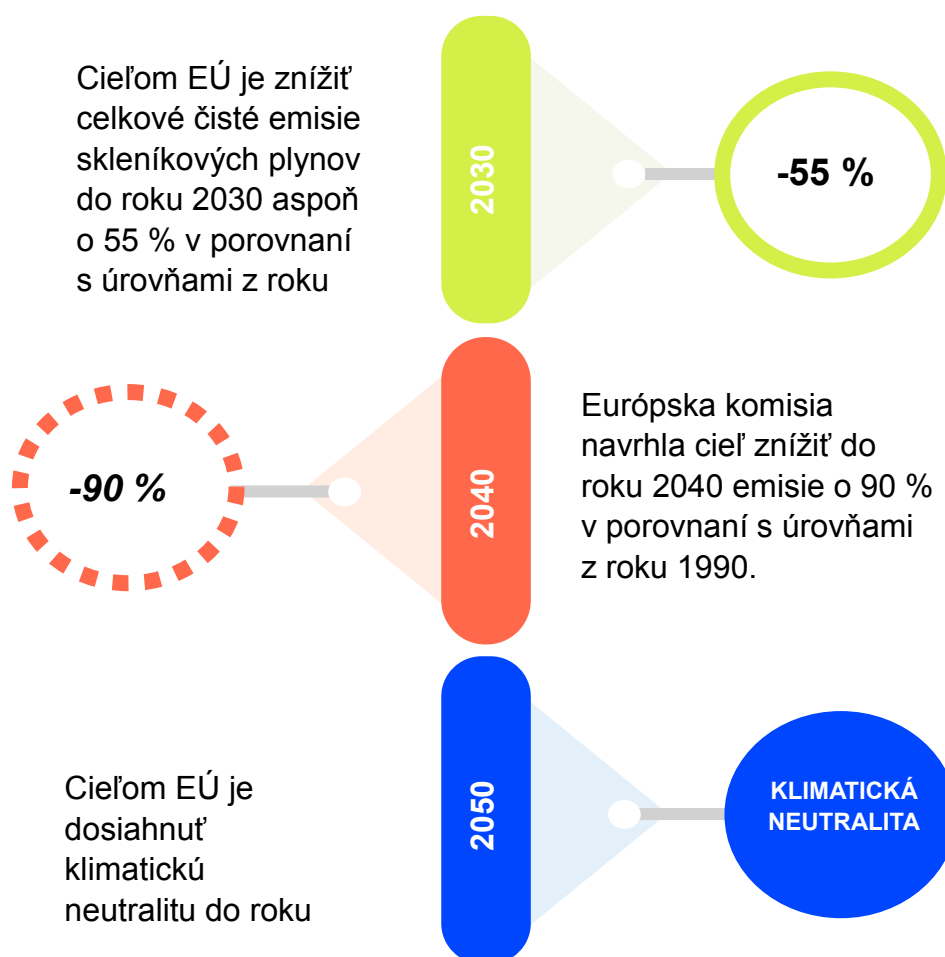 Cieľom EÚ je znížiť
celkové čisté emisie
skleníkových plynov
do roku 2030 aspoň
o 55 % v porovnaní
s úrovňami z roku
2030
-55 %
-90 %
2040
Európska komisia
navrhla cieľ znížiť do
roku 2040 emisie o 90 %
v porovnaní s úrovňami
z roku 1990.
Cieľom EÚ je
dosiahnuť
klimatickú
neutralitu do roku
2050
KLIMATICKÁ
NEUTRALITA